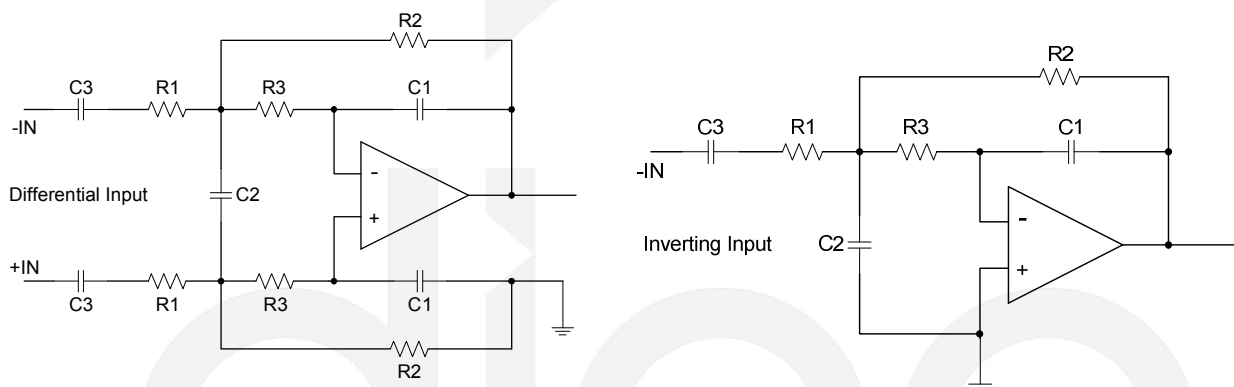 R2
C3 R1 R3 C1
-IN
-
Differential Input
C2
+
+IN
C3 R1 R3 C1
R2
R2
C3 R1 R3 C1
-IN
-
Inverting Input
C2
+